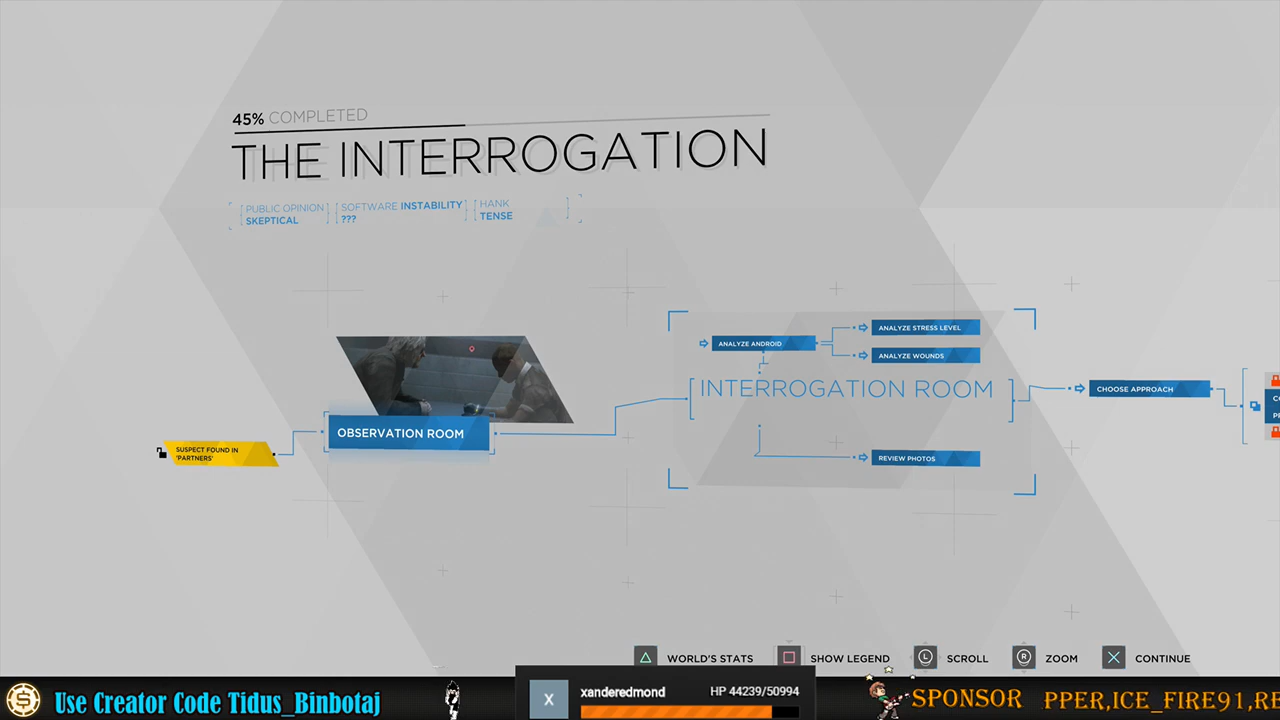 45% COMPLETED
THE INTERROGATION
PUBLIC OPINION
SKEPTICAL
SOFTWARE INSTABILITY
???
HANK
TENSE
ANALYZE ANDROID
ANALYZE STRESS LEVEL
ANALYZE WOUNDS
INTERROGATION ROOM
CHOOSE APPROACH
OBSERVATION ROOM
SUSPECT FOUND IN
'PARTNERS'
REVIEW PHOTOS
WORLD'S STATS
SHOW LEGEND
L
SCROLL
R
ZOOM
CONTINUE
Use Creator Code Tidus_Binbotaj
X
xanderedmond
HP 44239/50994
SPONSOR
PPER,ICE_FIRE91,RE